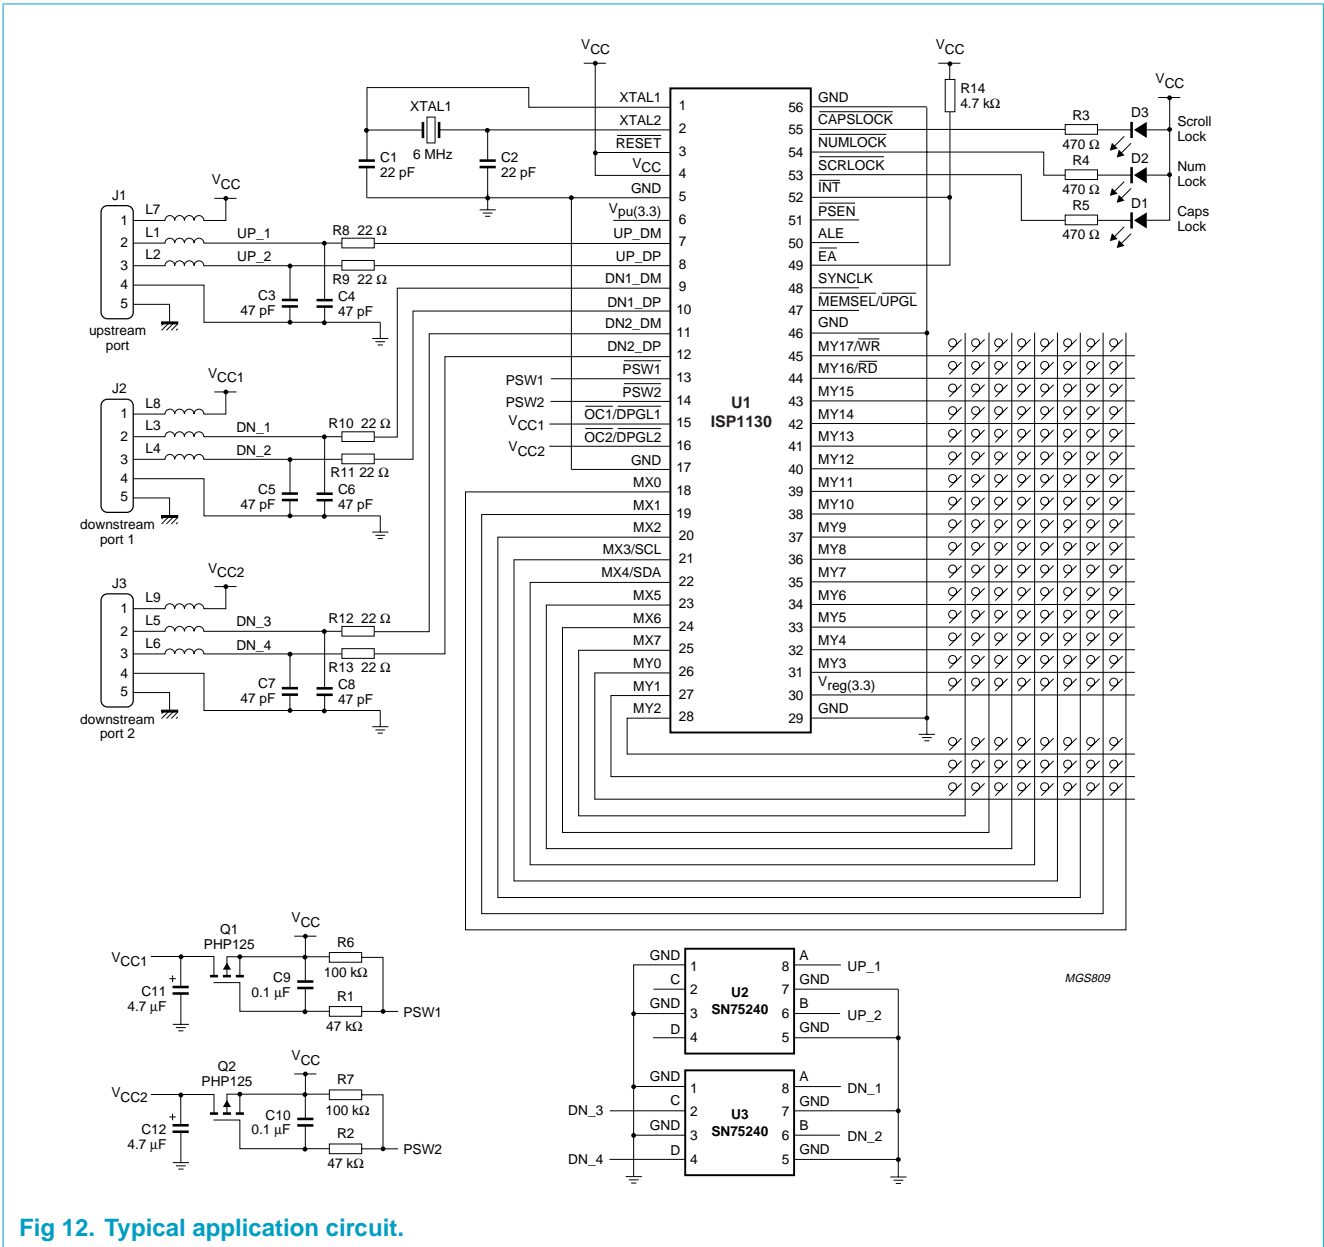 VCC
XTAL1
6 MHz
C1
22 pF
C2
22 pF
J1
1
2
3
4
5
upstream
port
VCC
L7
L1
L2
UP_1
UP_2
R8 22 Ω
R9 22 Ω
C3
47 pF
C4
47 pF
J2
1
2
3
4
5
downstream
port 1
VCC1
L8
L3
L4
DN_1
DN_2
R10 22 Ω
R11 22 Ω
C5
47 pF
C6
47 pF
J3
1
2
3
4
5
downstream
port 2
VCC2
L9
L5
L6
DN_3
DN_4
R12 22 Ω
R13 22 Ω
C7
47 pF
C8
47 pF
PSW1
PSW2
VCC1
VCC2
U1
ISP1130
XTAL1 1
XTAL2 2
RESET 3
VCC 4
GND 5
Vpu(3.3) 6
UP_DM 7
UP_DP 8
DN1_DM 9
DN1_DP 10
DN2_DM 11
DN2_DP 12
PSW1 13
PSW2 14
OC1/DPGL1 15
OC2/DPGL2 16
GND 17
MX0 18
MX1 19
MX2 20
MX3/SCL 21
MX4/SDA 22
MX5 23
MX6 24
MX7 25
MY0 26
MY1 27
MY2 28
56 GND
55 CAPSLOCK
54 NUMLOCK
53 SCRLOCK
52 INT
51 PSEN
50 ALE
49 EA
48 SYNCLK
47 MEMSEL/UPGL
46 GND
45 MY17/WR
44 MY16/RD
43 MY15
42 MY14
41 MY13
40 MY12
39 MY11
38 MY10
37 MY9
36 MY8
35 MY7
34 MY6
33 MY5
32 MY4
31 MY3
30 Vreg(3.3)
29 GND
VCC
R14
4.7 kΩ
VCC
R3
470 Ω
D3
Scroll
Lock
R4
470 Ω
D2
Num
Lock
R5
470 Ω
D1
Caps
Lock
Q1
PHP125
VCC1
VCC
+
C11
4.7 µF
C9
0.1 µF
R6
100 kΩ
R1
47 kΩ
PSW1
Q2
PHP125
VCC2
VCC
+
C12
4.7 µF
C10
0.1 µF
R7
100 kΩ
R2
47 kΩ
PSW2
U2
SN75240
GND 1
C 2
GND 3
D 4
8 A UP_1
7 GND
6 B UP_2
5 GND
U3
SN75240
GND 1
DN_3 C 2
GND 3
DN_4 D 4
8 A DN_1
7 GND
6 B DN_2
5 GND
MGS809
Fig 12. Typical application circuit.